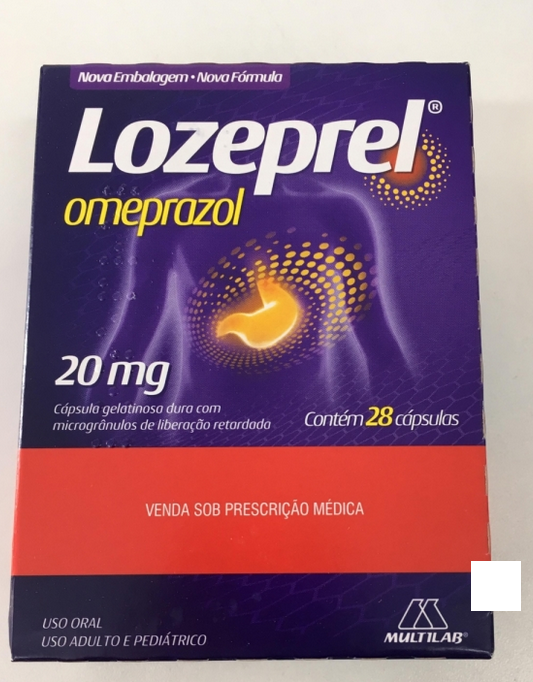 Nova Embalagem • Nova Fórmula
Lozeprel®
omeprazol
20 mg
Cápsula gelatinosa dura com
microgrânulos de liberação retardada
Contém 28 cápsulas
VENDA SOB PRESCRIÇÃO MÉDICA
USO ORAL
USO ADULTO E PEDIÁTRICO
MULTILAB®